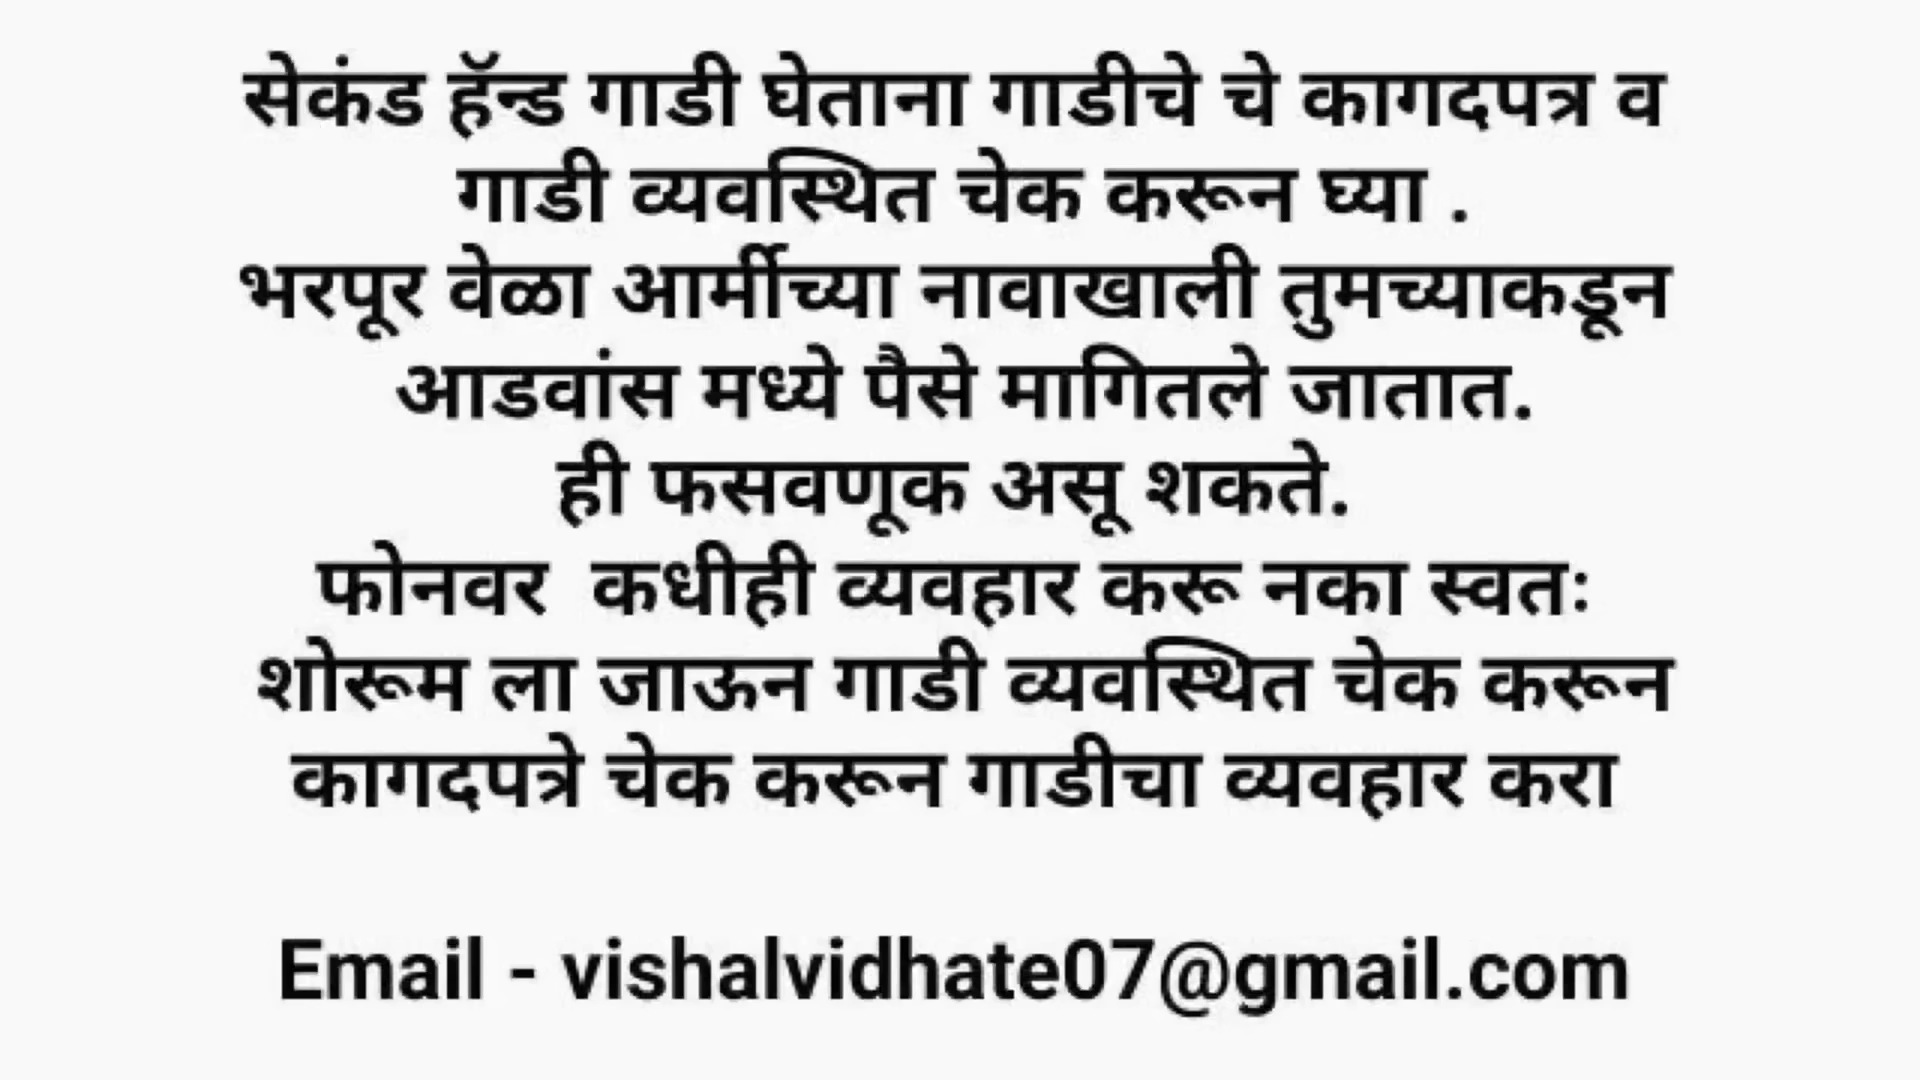 सेकंड हॅन्ड गाडी घेताना गाडीचे चे कागदपत्र व
गाडी व्यवस्थित चेक करून घ्या .
भरपूर वेळा आर्मीच्या नावाखाली तुमच्याकडून
आडवांस मध्ये पैसे मागितले जातात.
ही फसवणूक असू शकते.
फोनवर कधीही व्यवहार करू नका स्वतः
शोरूम ला जाऊन गाडी व्यवस्थित चेक करून
कागदपत्रे चेक करून गाडीचा व्यवहार करा
Email - vishalvidhate07@gmail.com